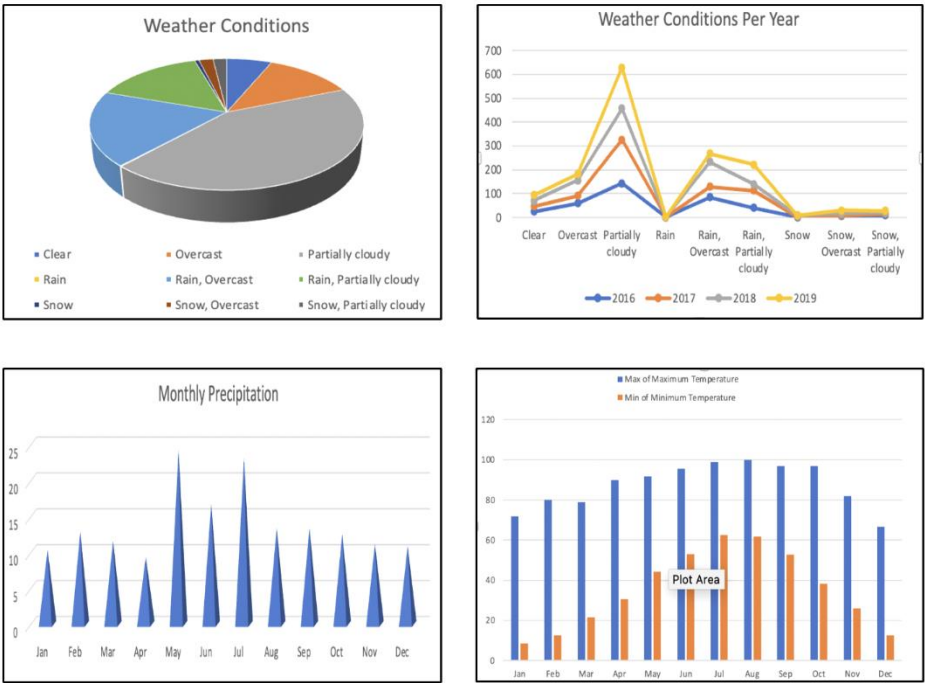 Weather Conditions
Clear
Overcast
Partially cloudy
Rain
Rain, Overcast
Rain, Partially cloudy
Snow
Snow, Overcast
Snow, Partially cloudy
Weather Conditions Per Year
700
600
500
400
300
200
100
0
Clear Overcast Partially cloudy Rain Rain, Overcast Rain, Partially cloudy Snow Snow, Overcast Snow, Partially cloudy
2016 2017 2018 2019
Monthly Precipitation
25
20
15
10
5
0
Jan Feb Mar Apr May Jun Jul Aug Sep Oct Nov Dec
Max of Maximum Temperature
Min of Minimum Temperature
120
100
80
60
40
20
0
Plot Area
Jan Feb Mar Apr May Jun Jul Aug Sep Oct Nov Dec